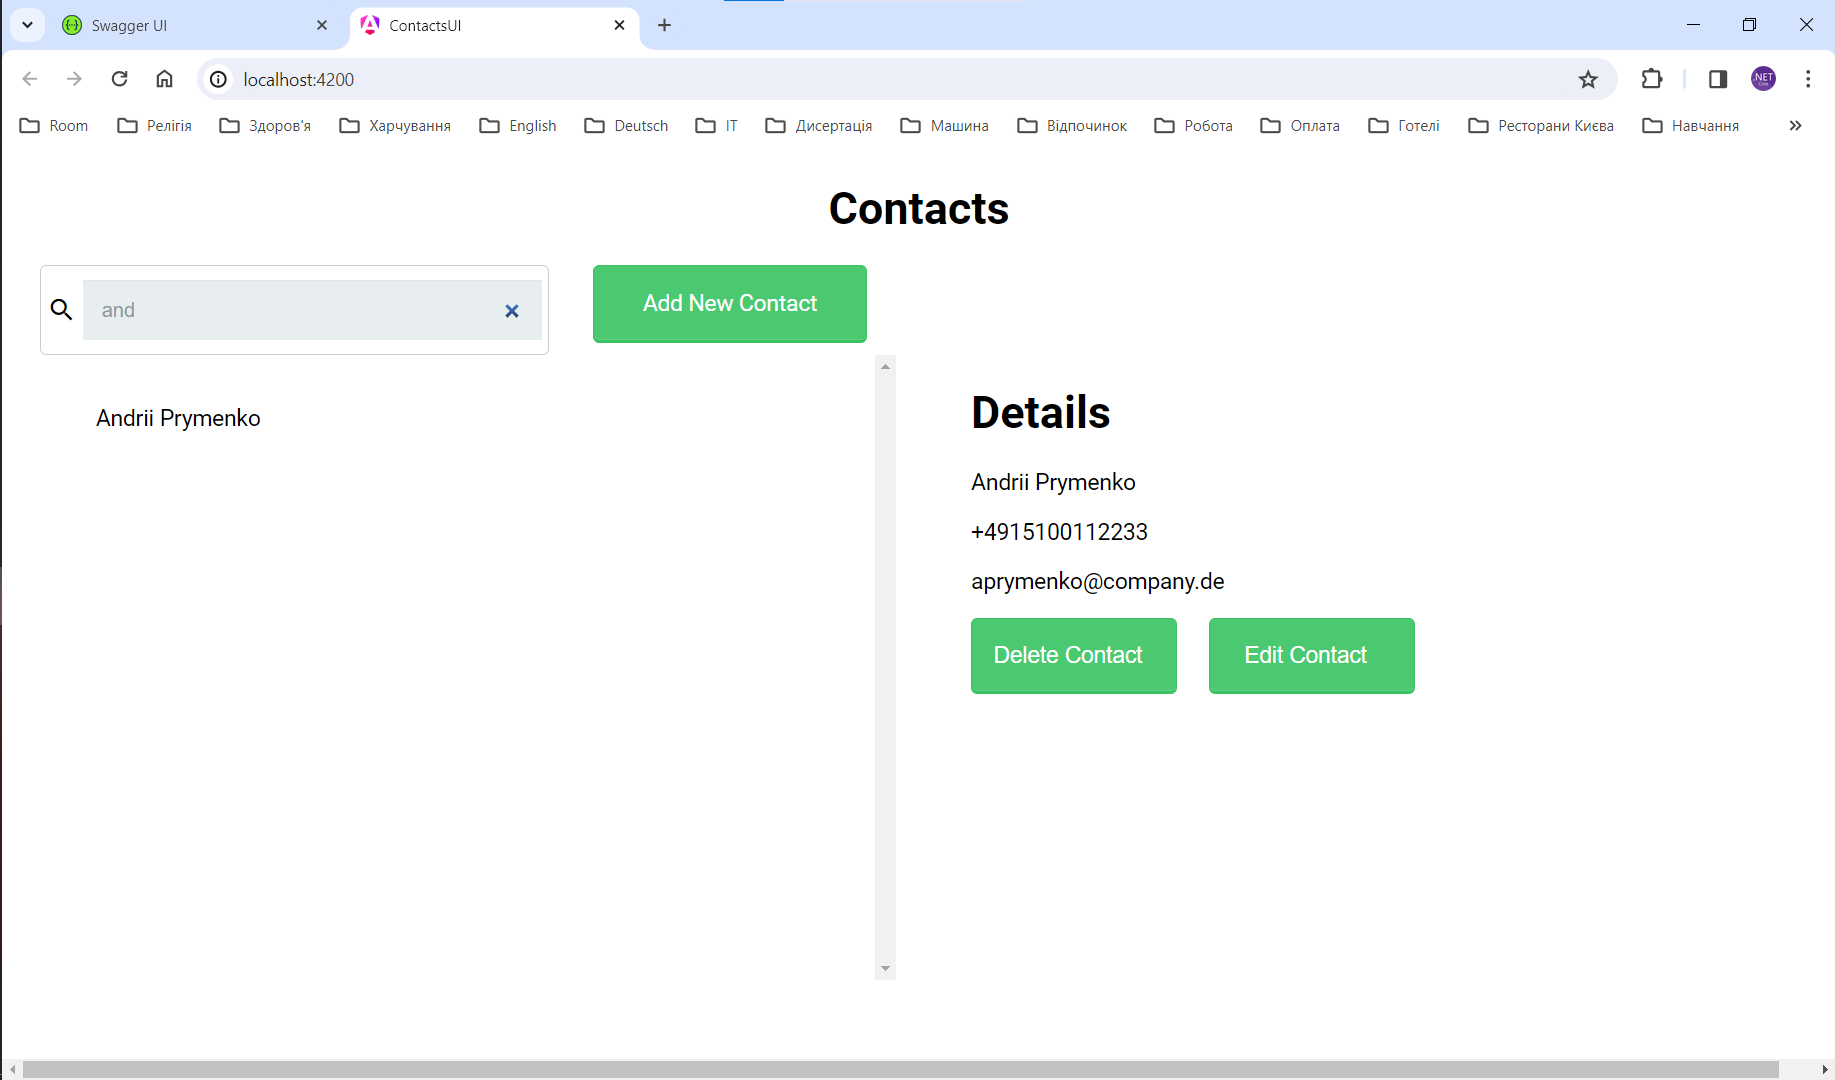 Swagger UI
ContactsUI
localhost:4200
.NET
Room Релігія Здоров'я Харчування English Deutsch IT Дисертація Машина Відпочинок Робота Оплата Готелі Ресторани Києва Навчання
Contacts
and
Add New Contact
Andrii Prymenko
Details
Andrii Prymenko
+4915100112233
aprymenko@company.de
Delete Contact Edit Contact